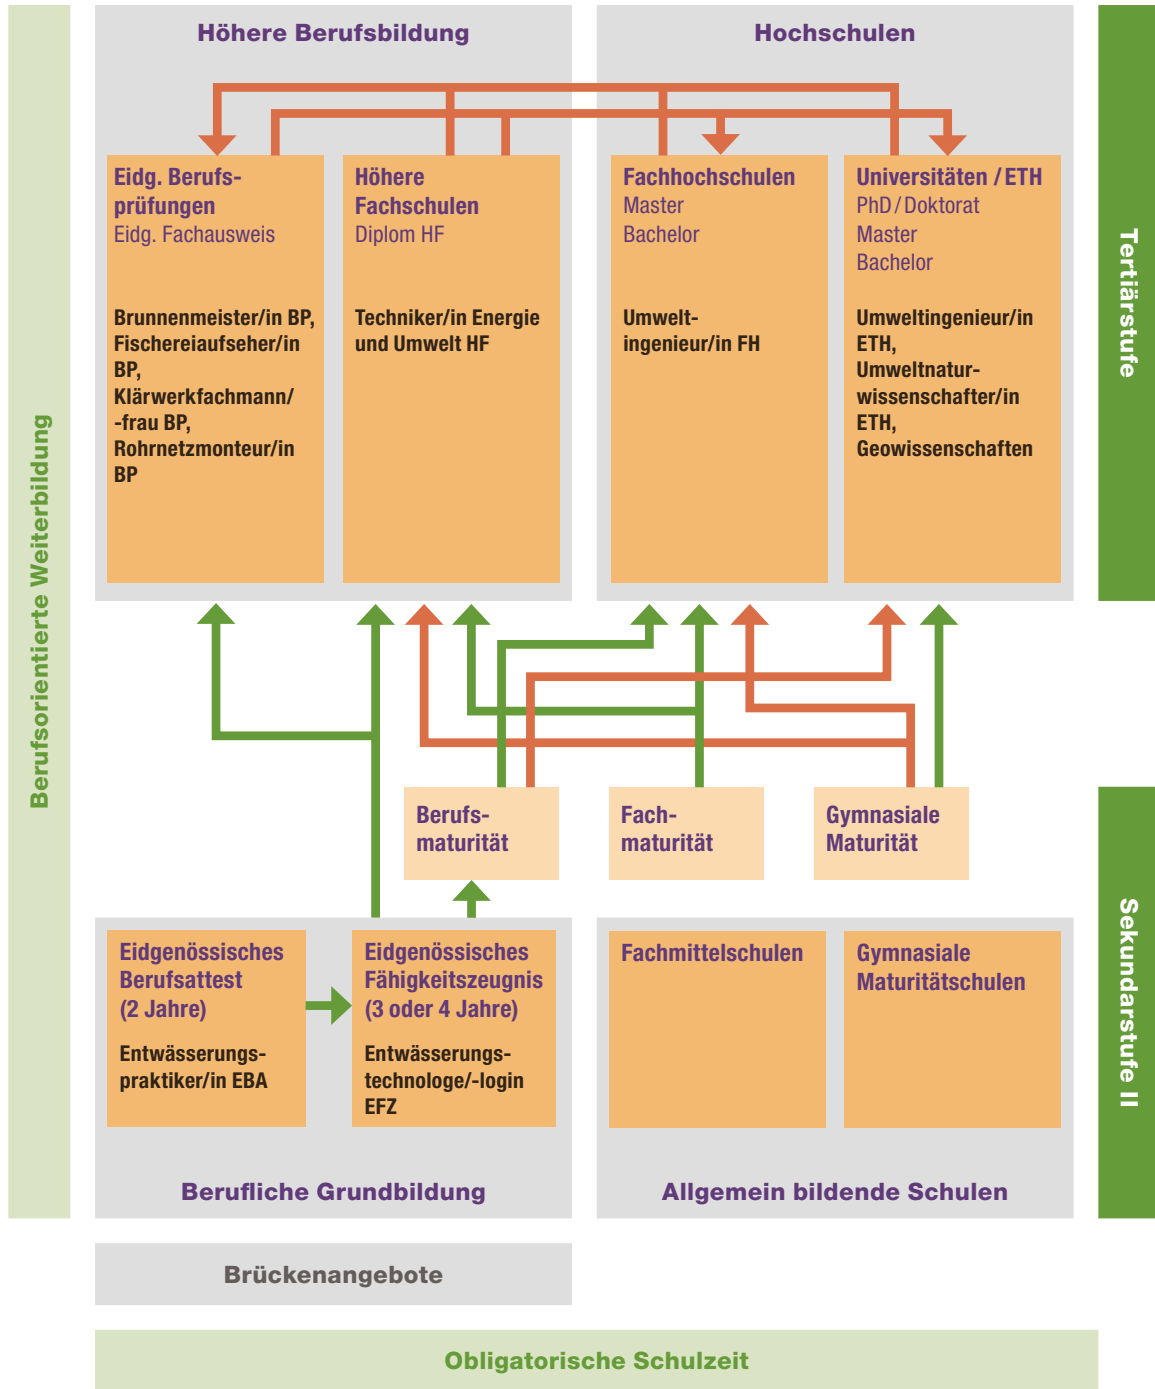 Berufsorientierte Weiterbildung
Höhere Berufsbildung
Hochschulen
Eidg. Berufs-
prüfungen
Eidg. Fachausweis
Brunnenmeister/in BP,
Fischereiaufseher/in
BP,
Klärwerkfachmann/
-frau BP,
Rohrnetzmonteur/in
BP
Höhere
Fachschulen
Diplom HF
Techniker/in Energie
und Umwelt HF
Fachhochschulen
Master
Bachelor
Umwelt-
ingenieur/in FH
Universitäten / ETH
PhD / Doktorat
Master
Bachelor
Umweltingenieur/in
ETH,
Umweltnatur-
wissenschafter/in
ETH,
Geowissenschaften
Tertiärstufe
Berufs-
maturität
Fach-
maturität
Gymnasiale
Maturität
Eidgenössisches
Berufsattest
(2 Jahre)
Entwässerungs-
praktiker/in EBA
Eidgenössisches
Fähigkeitszeugnis
(3 oder 4 Jahre)
Entwässerungs-
technologe/-login
EFZ
Fachmittelschulen
Gymnasiale
Maturitätschulen
Sekundarstufe II
Berufliche Grundbildung
Allgemein bildende Schulen
Brückenangebote
Obligatorische Schulzeit